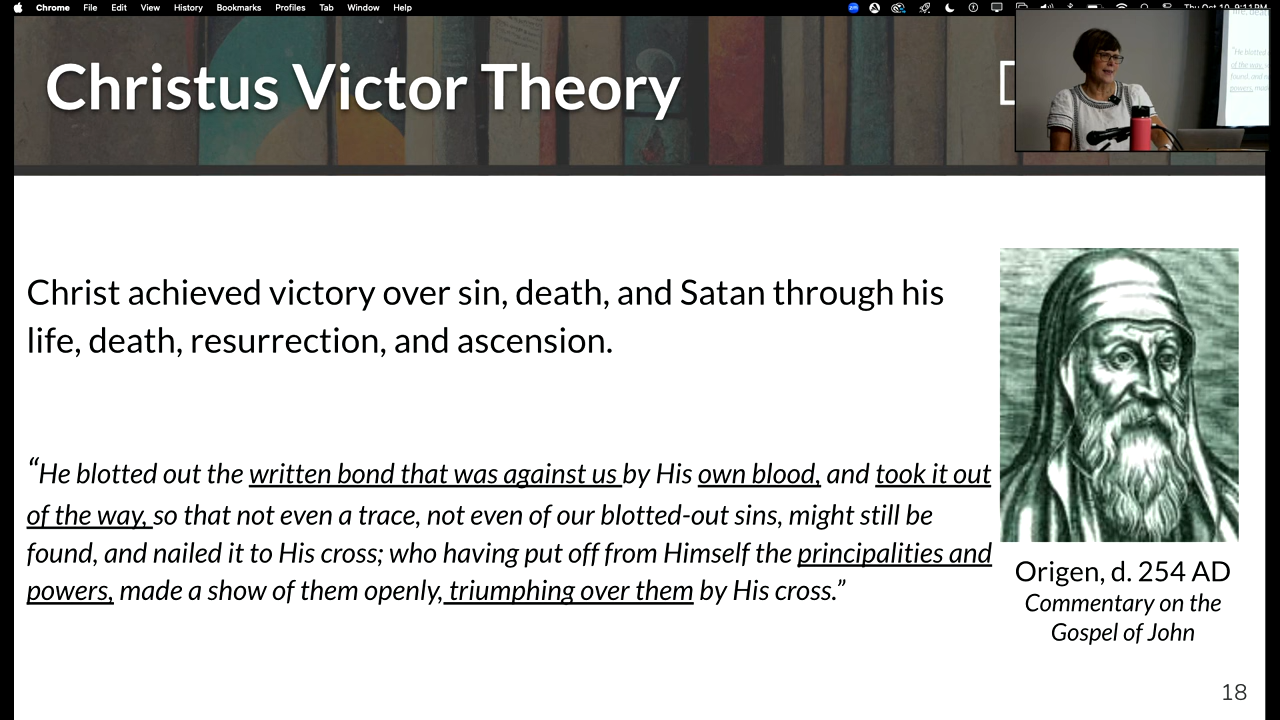 Chrome File Edit View History Bookmarks Profiles Tab Window Help
Christus Victor Theory
Christ achieved victory over sin, death, and Satan through his
life, death, resurrection, and ascension.
“He blotted out the written bond that was against us by His own blood, and took it out
of the way, so that not even a trace, not even of our blotted-out sins, might still be
found, and nailed it to His cross; who having put off from Himself the principalities and
powers, made a show of them openly, triumphing over them by His cross.”
Origen, d. 254 AD
Commentary on the
Gospel of John
18